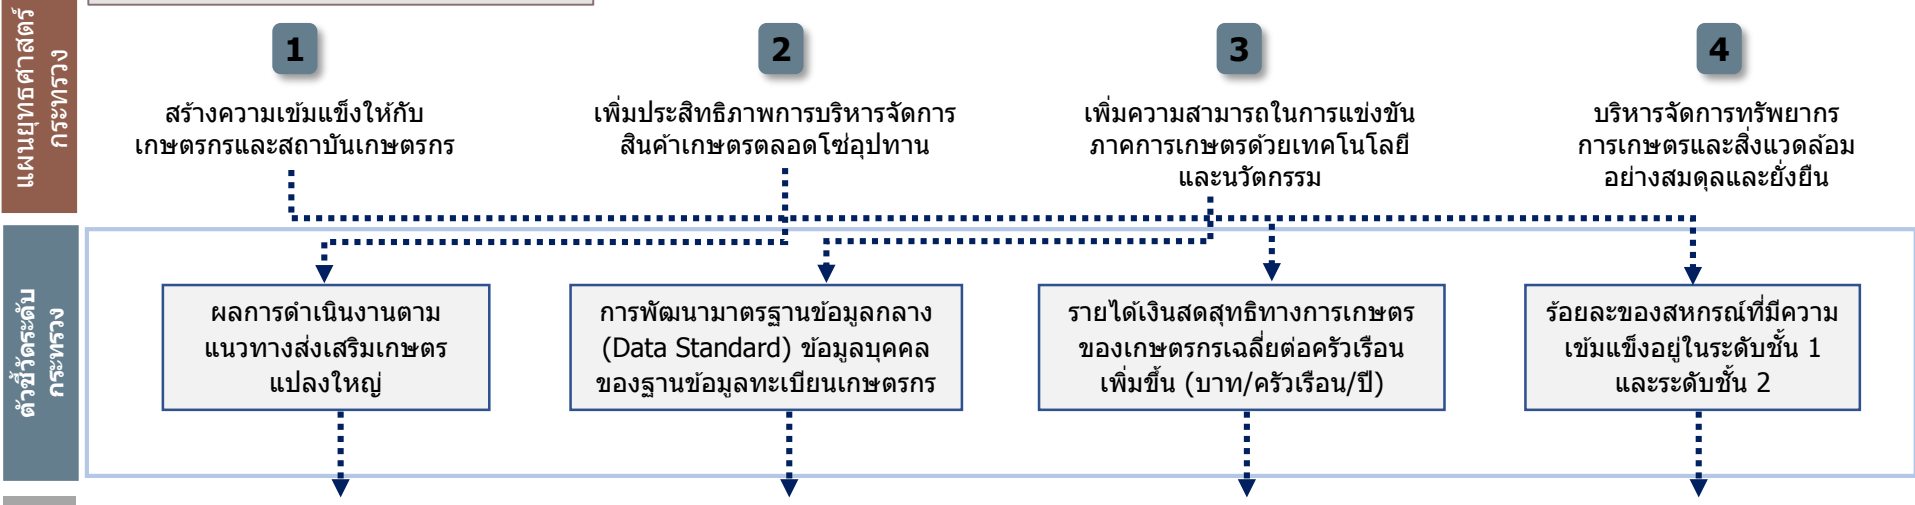 แผนยุทธศาสตร์
กระทรวง
1
สร้างความเข้มแข็งให้กับ
เกษตรกรและสถาบันเกษตรกร
2
เพิ่มประสิทธิภาพการบริหารจัดการ
สินค้าเกษตรตลอดโซ่อุปทาน
3
เพิ่มความสามารถในการแข่งขัน
ภาคการเกษตรด้วยเทคโนโลยี
และนวัตกรรม
4
บริหารจัดการทรัพยากร
การเกษตรและสิ่งแวดล้อม
อย่างสมดุลและยั่งยืน
ตัวชี้วัดระดับ
กระทรวง
ผลการดำเนินงานตาม
แนวทางส่งเสริมเกษตร
แปลงใหญ่
การพัฒนามาตรฐานข้อมูลกลาง
(Data Standard) ข้อมูลบุคคล
ของฐานข้อมูลทะเบียนเกษตรกร
รายได้เงินสดสุทธิทางการเกษตร
ของเกษตรกรเฉลี่ยต่อครัวเรือน
เพิ่มขึ้น (บาท/ครัวเรือน/ปี)
ร้อยละของสหกรณ์ที่มีความ
เข้มแข็งอยู่ในระดับชั้น 1
และระดับชั้น 2